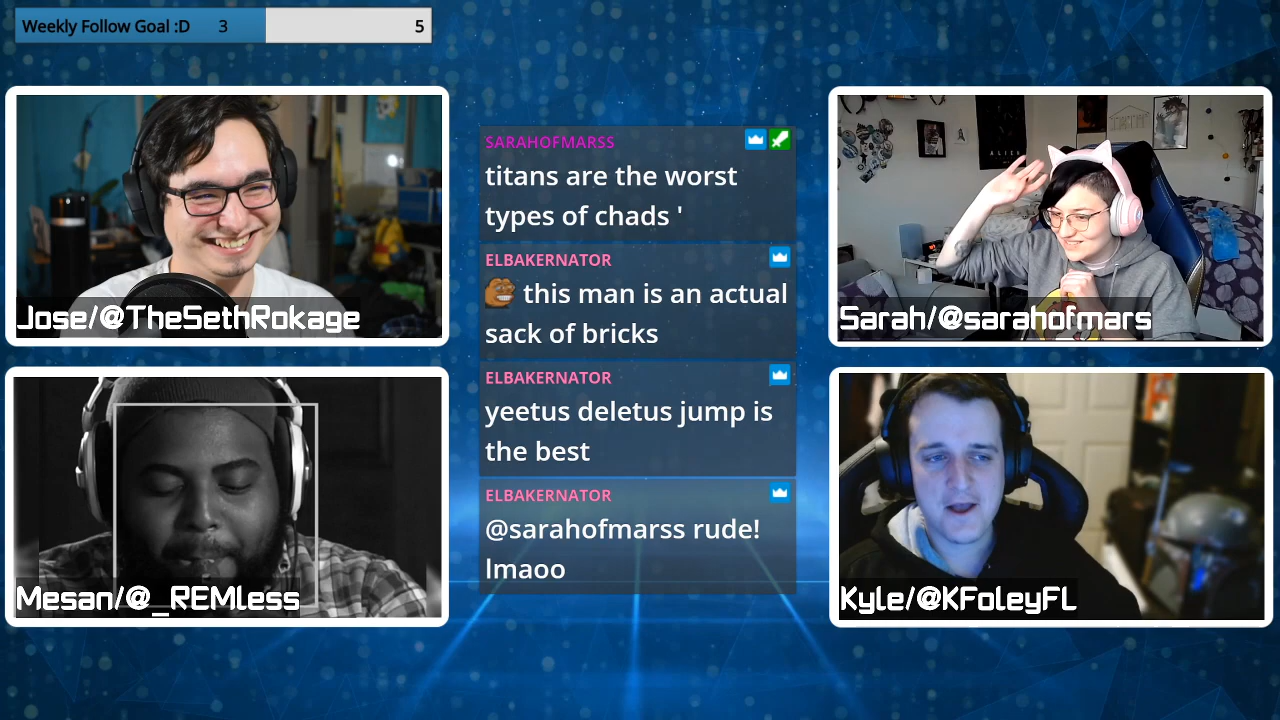 Weekly Follow Goal :D 3 5
SARAHOFMARSS
titans are the worst
types of chads '
ELBAKERNATOR
this man is an actual
sack of bricks
ELBAKERNATOR
yeetus deletus jump is
the best
ELBAKERNATOR
@sarahofmarss rude!
lmaoo
Jose/@TheSethRokage
ALIEN
Sarah/@sarahofmars
Mesan/@_REMless
Kyle/@KFoleyFL